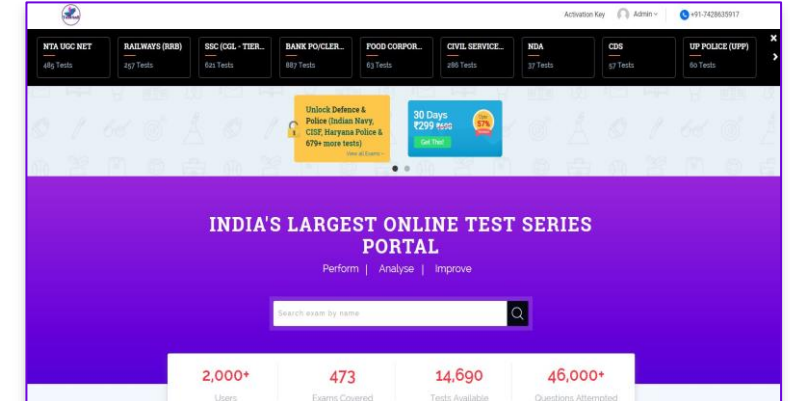 Activation Key
Admin
+91-7428635917
NTA UGC NET
485 Tests
RAILWAYS (RRB)
257 Tests
SSC (CGL - TIER...
621 Tests
BANK PO/CLER...
887 Tests
FOOD CORPOR...
63 Tests
CIVIL SERVICE...
286 Tests
NDA
37 Tests
CDS
57 Tests
UP POLICE (UPP)
60 Tests
Unlock Defence &
Police (Indian Navy,
CISF, Haryana Police &
679+ more tests)
View all Exams
30 Days
₹299 ₹699
57%
Get This!
INDIA'S LARGEST ONLINE TEST SERIES
PORTAL
Perform | Analyse | Improve
Search exam by name
2,000+
Users
473
Exams Covered
14,690
Tests Available
46,000+
Questions Attempted